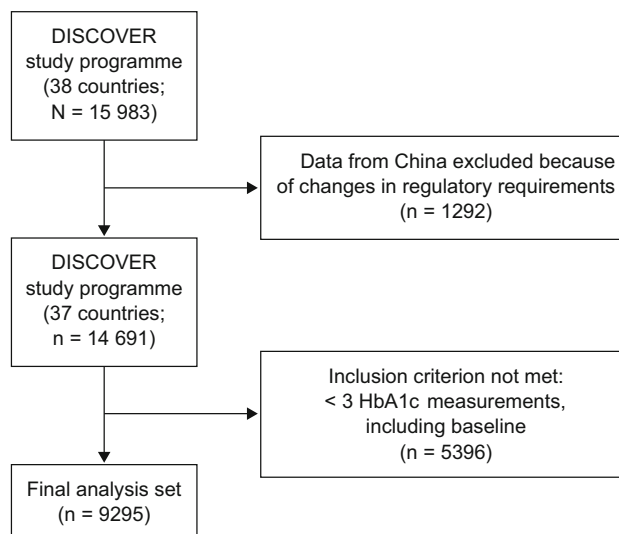 DISCOVER
study programme
(38 countries;
N = 15 983)
Data from China excluded because
of changes in regulatory requirements
(n = 1292)
DISCOVER
study programme
(37 countries;
n = 14 691)
Inclusion criterion not met:
< 3 HbA1c measurements,
including baseline
(n = 5396)
Final analysis set
(n = 9295)